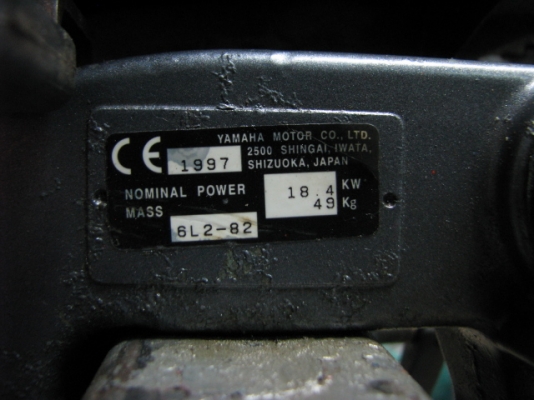 YAMAHA MOTOR CO., LTD.
CE 1997 2500 SHINGAI, IWATA,
SHIZUOKA, JAPAN
NOMINAL POWER 18.4 KW
MASS 49 Kg
6L2-82